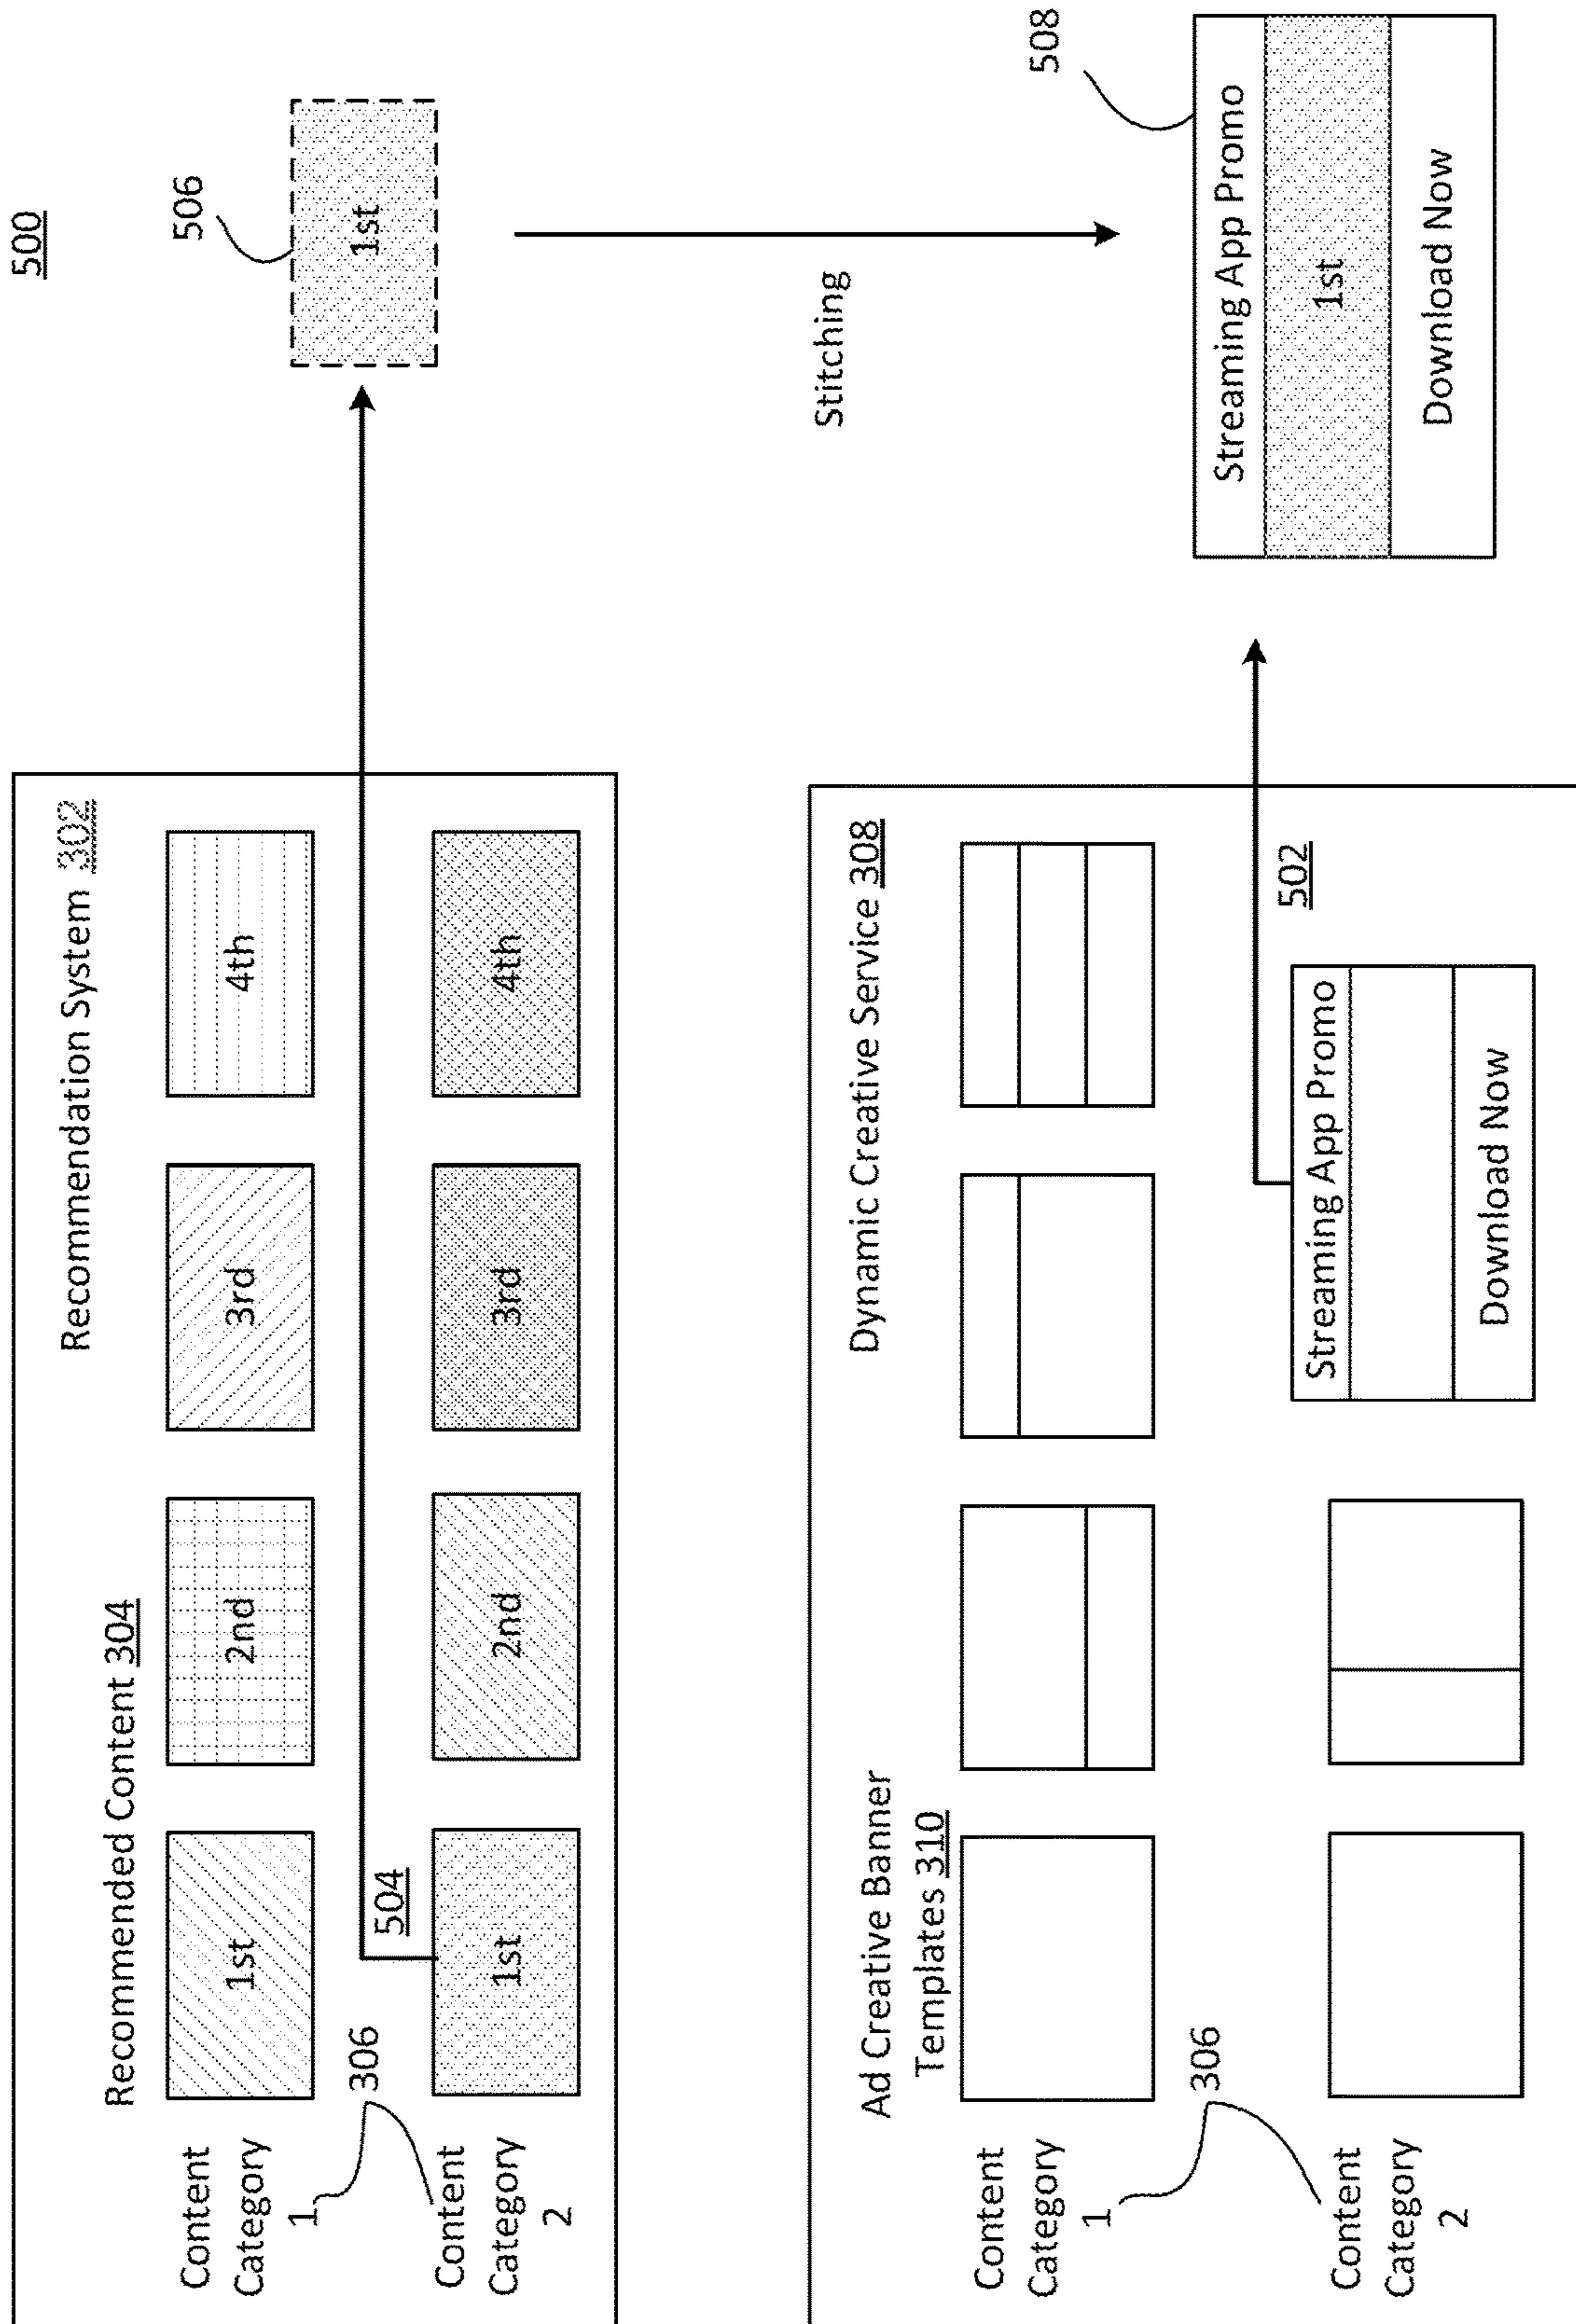 500
Recommendation System 302
Recommended Content 304
Content
Category
1
1st
2nd
3rd
4th
306
504
Content
Category
2
1st
2nd
3rd
4th
506
1st
Stitching
Dynamic Creative Service 308
Ad Creative Banner
Templates 310
Content
Category
1
306
Content
Category
2
502
Streaming App Promo
Download Now
508
Streaming App Promo
1st
Download Now